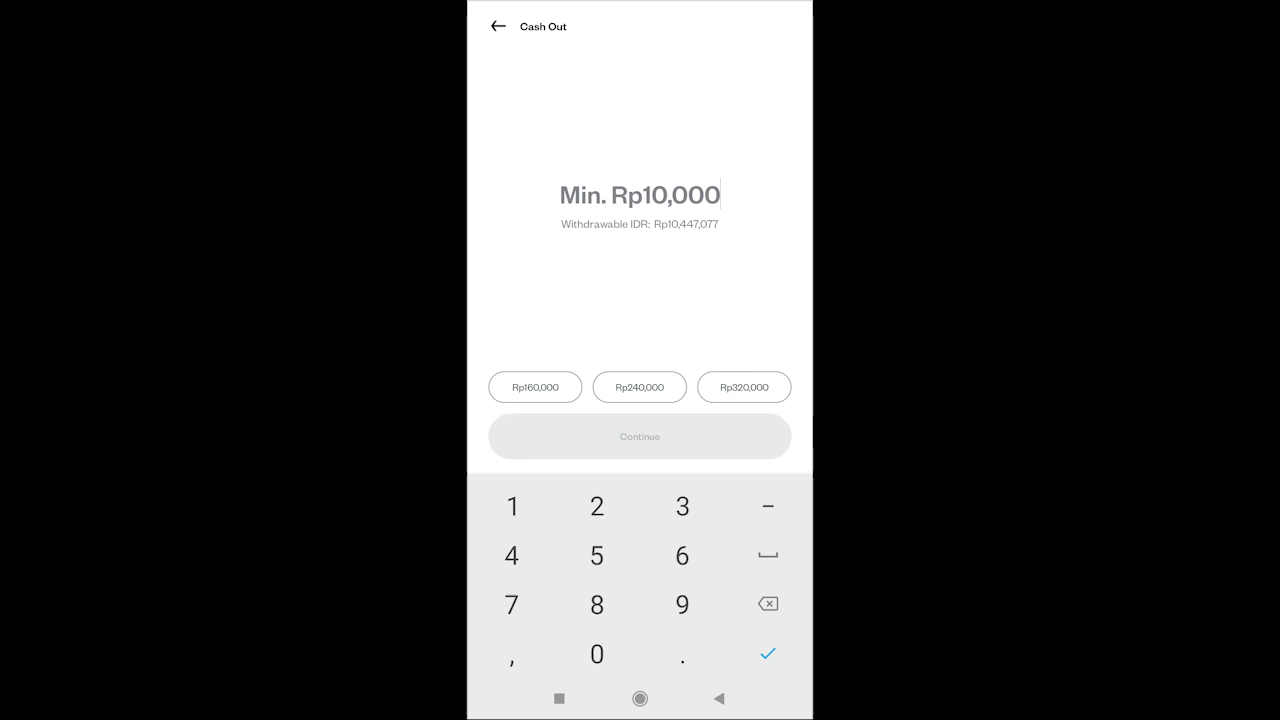 Cash Out
Min. Rp10,000
Withdrawable IDR: Rp10,447,077
Rp160,000 Rp240,000 Rp320,000
Continue
1 2 3 –
4 5 6
7 8 9
, 0 .